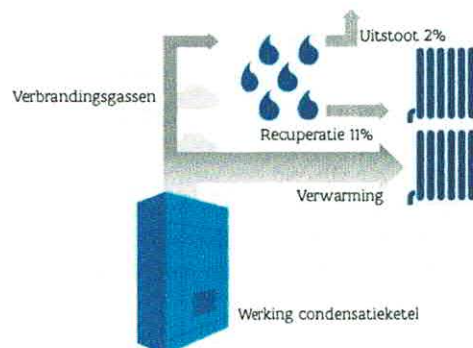 Uitstoot 2%
Verbrandingsgassen
Recuperatie 11%
Verwarming
Werking condensatieketel